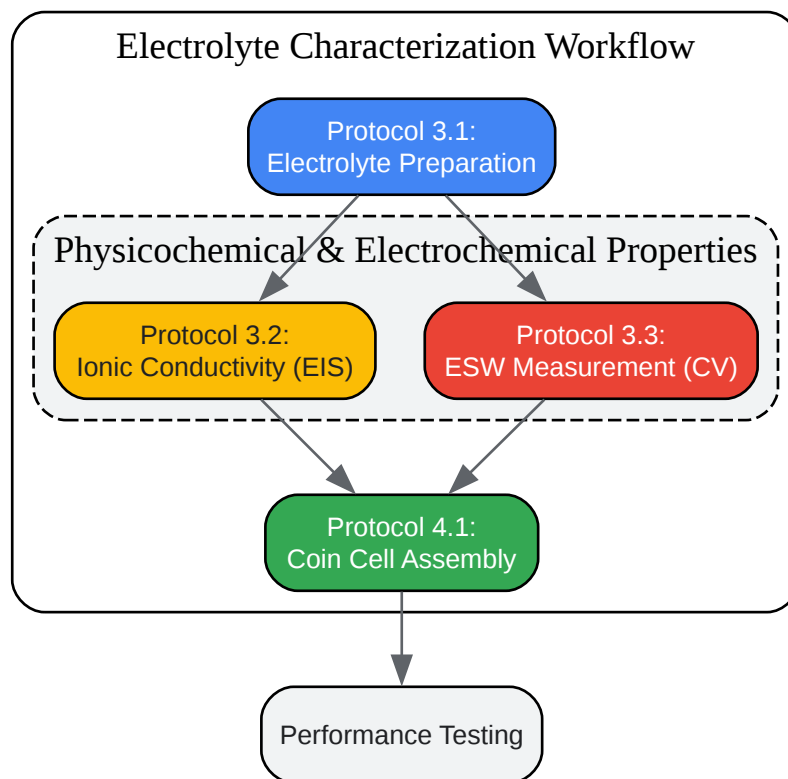 Electrolyte Characterization Workflow
Protocol 3.1:
Electrolyte Preparation
Physicochemical & Electrochemical Properties
Protocol 3.2:
Ionic Conductivity (EIS)
Protocol 3.3:
ESW Measurement (CV)
Protocol 4.1:
Coin Cell Assembly
Performance Testing